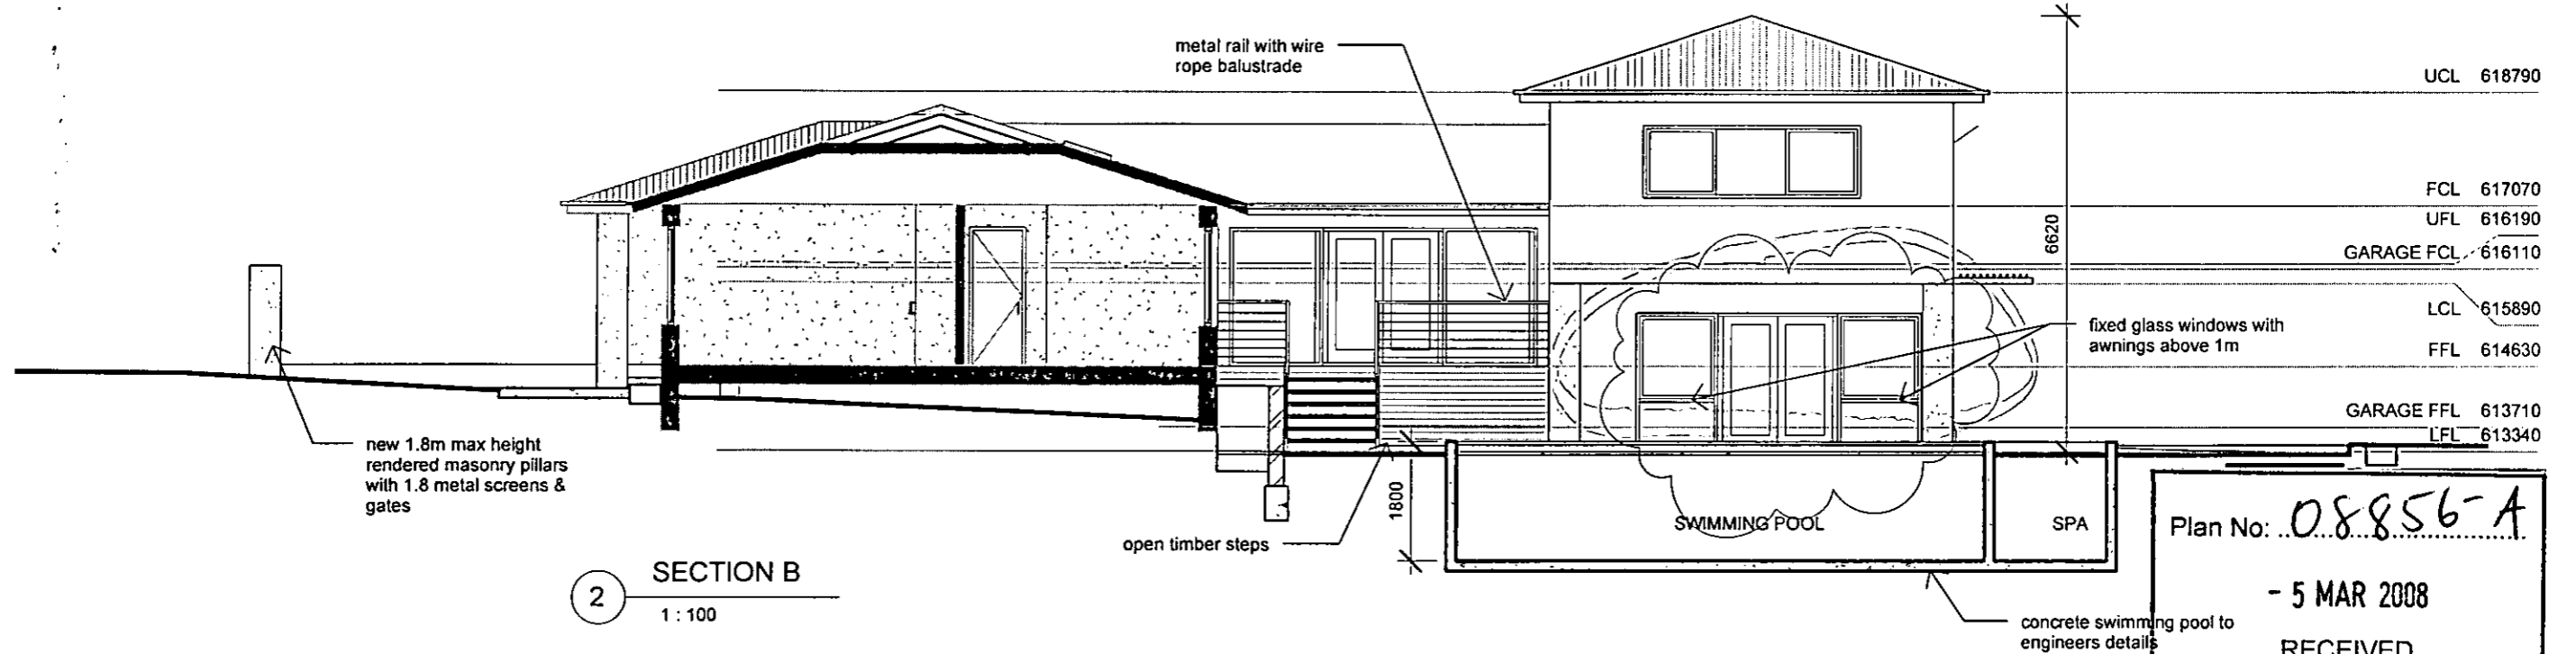 metal rail with wire
rope balustrade
UCL 618790
FCL 617070
UFL 616190
GARAGE FCL 616110
6620
LCL 615890
fixed glass windows with
awnings above 1m
FFL 614630
GARAGE FFL 613710
LFL 613340
new 1.8m max height
rendered masonry pillars
with 1.8 metal screens &
gates
1800
SWIMMING POOL
SPA
open timber steps
Plan No: 08856-A
- 5 MAR 2008
RECEIVED
2
SECTION B
1 : 100
concrete swimming pool to
engineers details